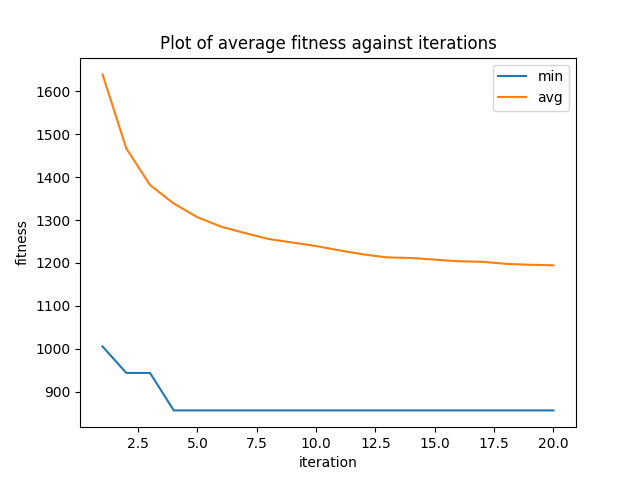 Plot of average fitness against iterations
min
avg
1600
1500
1400
1300
1200
1100
1000
900
fitness
2.5 5.0 7.5 10.0 12.5 15.0 17.5 20.0
iteration